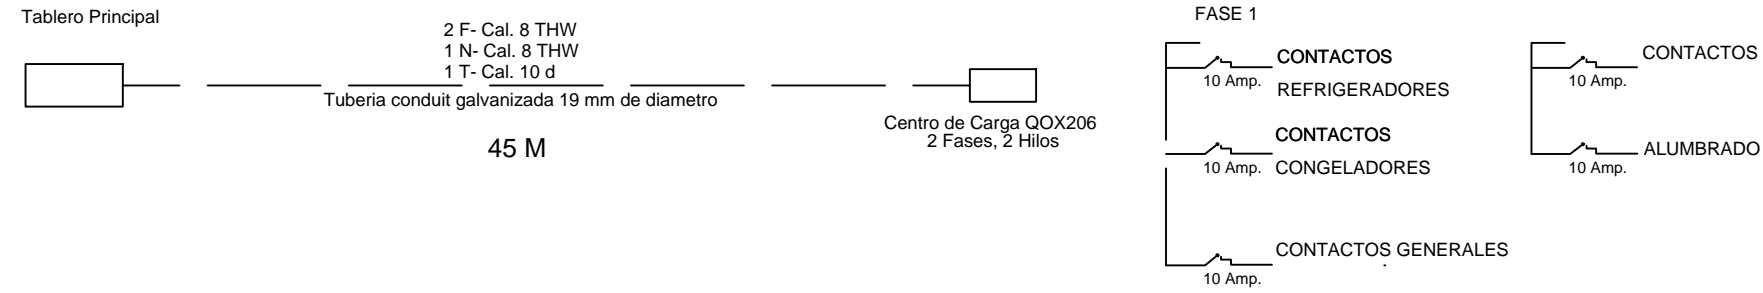 Tablero Principal
2 F- Cal. 8 THW
1 N- Cal. 8 THW
1 T- Cal. 10 d
Tuberia conduit galvanizada 19 mm de diametro
45 M
Centro de Carga QOX206
2 Fases, 2 Hilos
FASE 1
CONTACTOS
10 Amp.
REFRIGERADORES
CONTACTOS
10 Amp.
CONGELADORES
CONTACTOS GENERALES
10 Amp.
CONTACTOS
10 Amp.
ALUMBRADO
10 Amp.